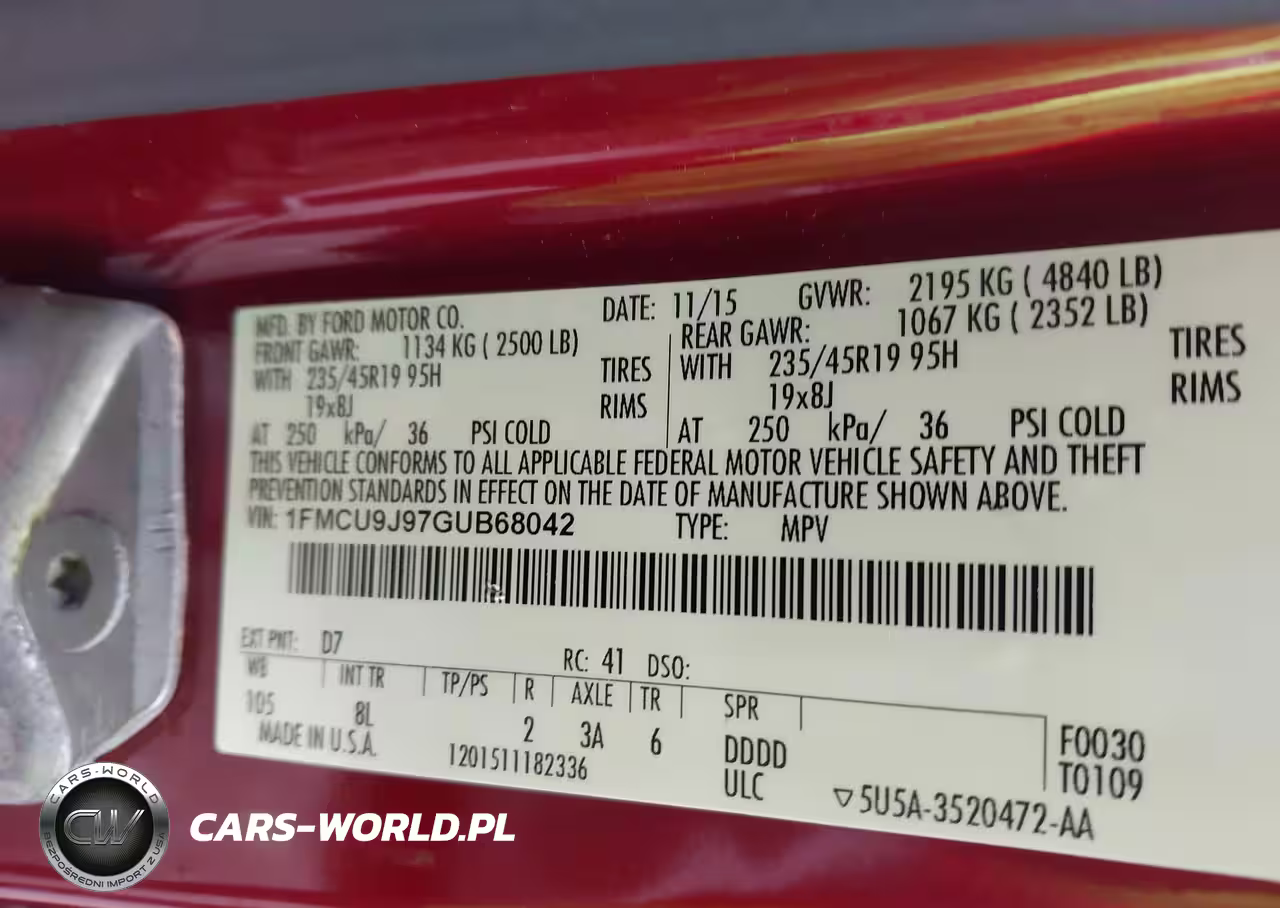 MFD. BY FORD MOTOR CO. DATE: 11/15 GVWR: 2195 KG ( 4840 LB)
FRONT GAWR: 1134 KG ( 2500 LB) REAR GAWR: 1067 KG ( 2352 LB)
WITH 235/45R19 95H TIRES WITH 235/45R19 95H TIRES
19x8J RIMS 19x8J RIMS
AT 250 kPa/ 36 PSI COLD AT 250 kPa/ 36 PSI COLD
THIS VEHICLE CONFORMS TO ALL APPLICABLE FEDERAL MOTOR VEHICLE SAFETY AND THEFT
PREVENTION STANDARDS IN EFFECT ON THE DATE OF MANUFACTURE SHOWN ABOVE.
VIN: 1FMCU9J97GUB68042 TYPE: MPV
EXT PNT: D7 RC: 41 DSO:
WB INT TR TP/PS R AXLE TR SPR
105 8L 2 3A 6 DDDD F0030
MADE IN U.S.A. 1201511182336 ULC T0109
▽5U5A-3520472-AA
CARS-WORLD
CW
BEZPOŚREDNI IMPORT Z USA
CARS-WORLD.PL